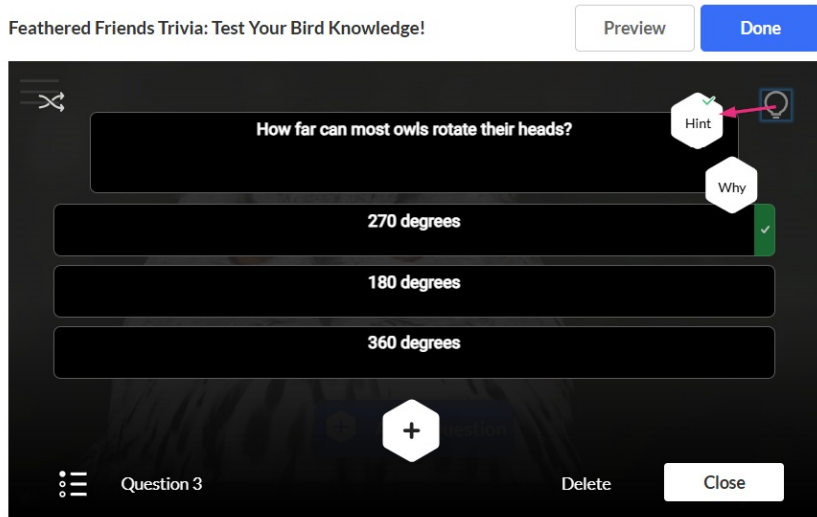 Feathered Friends Trivia: Test Your Bird Knowledge!
Preview
Done
Hint
How far can most owls rotate their heads?
Why
270 degrees
180 degrees
360 degrees
Question 3
Delete
Close